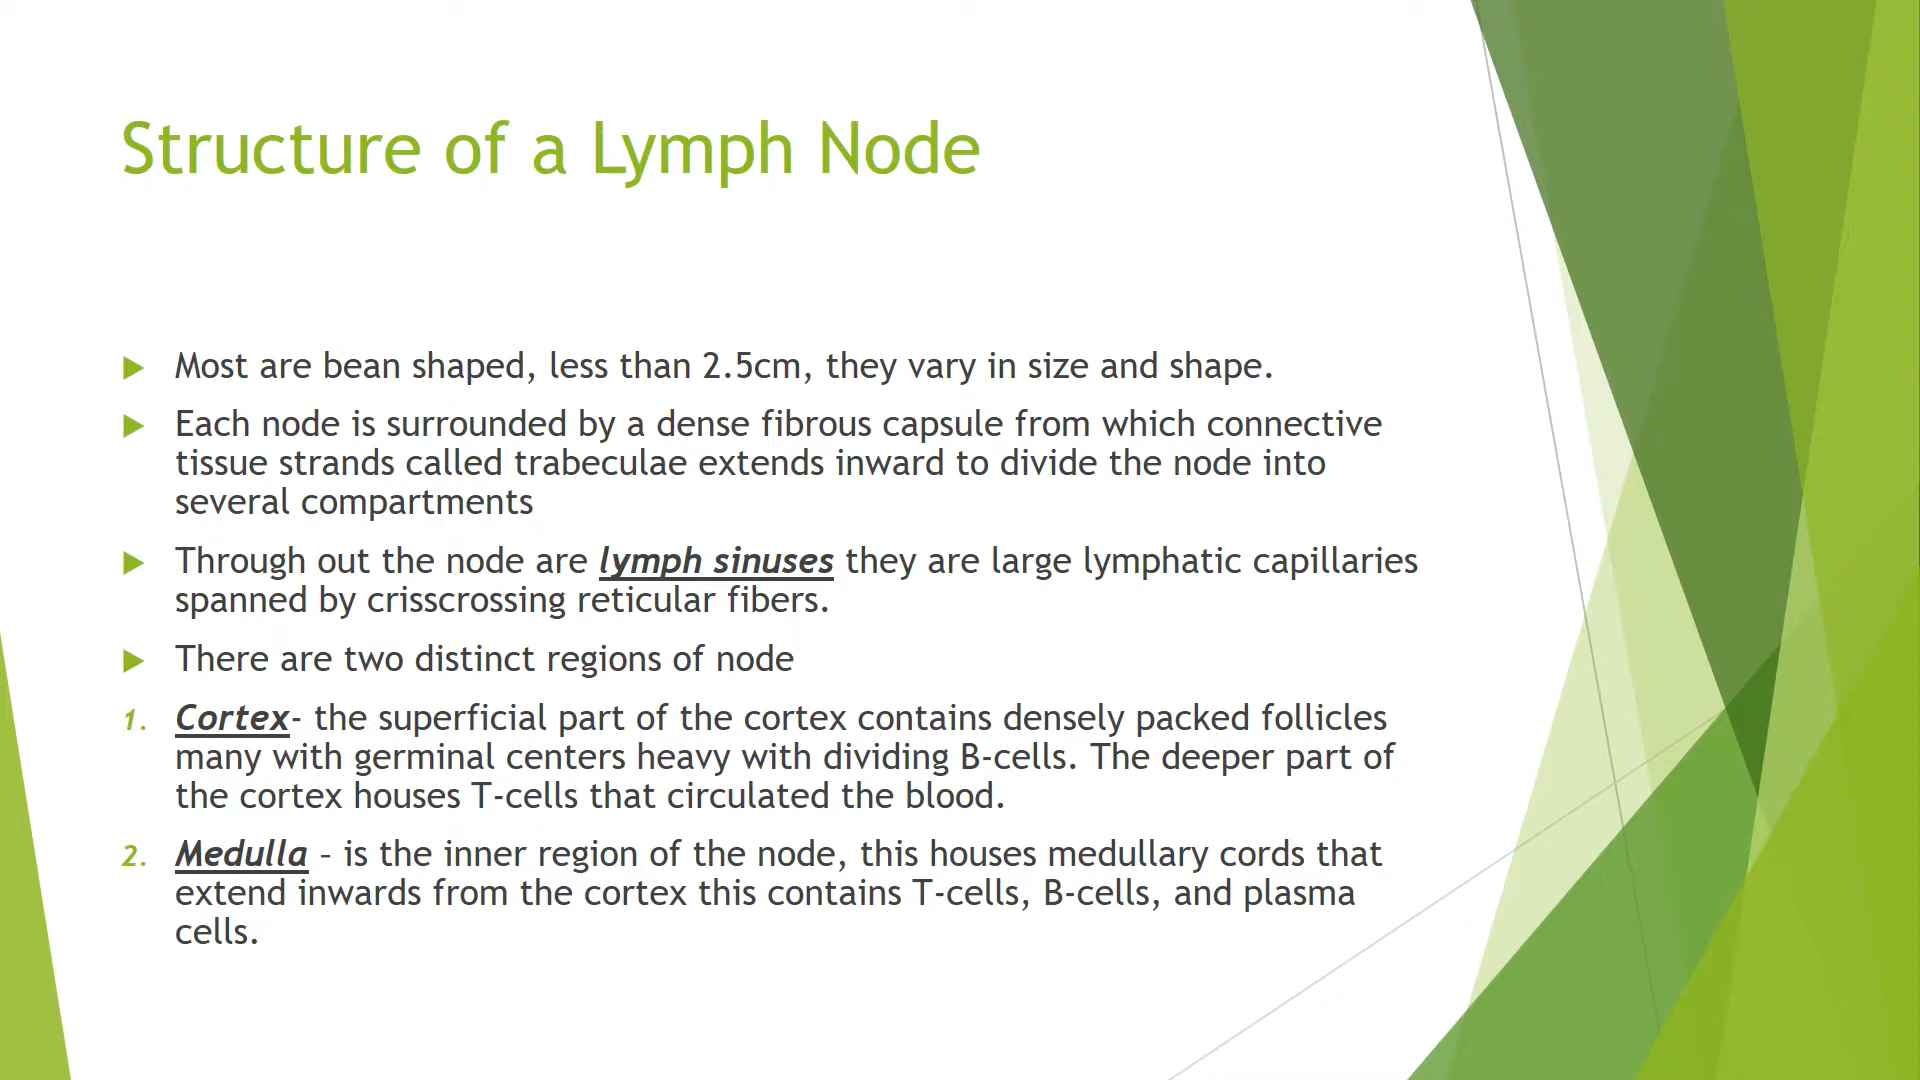 Structure of a Lymph Node
Most are bean shaped, less than 2.5cm, they vary in size and shape.
Each node is surrounded by a dense fibrous capsule from which connective
tissue strands called trabeculae extends inward to divide the node into
several compartments
Through out the node are lymph sinuses they are large lymphatic capillaries
spanned by crisscrossing reticular fibers.
There are two distinct regions of node
1. Cortex- the superficial part of the cortex contains densely packed follicles
many with germinal centers heavy with dividing B-cells. The deeper part of
the cortex houses T-cells that circulated the blood.
2. Medulla - is the inner region of the node, this houses medullary cords that
extend inwards from the cortex this contains T-cells, B-cells, and plasma
cells.